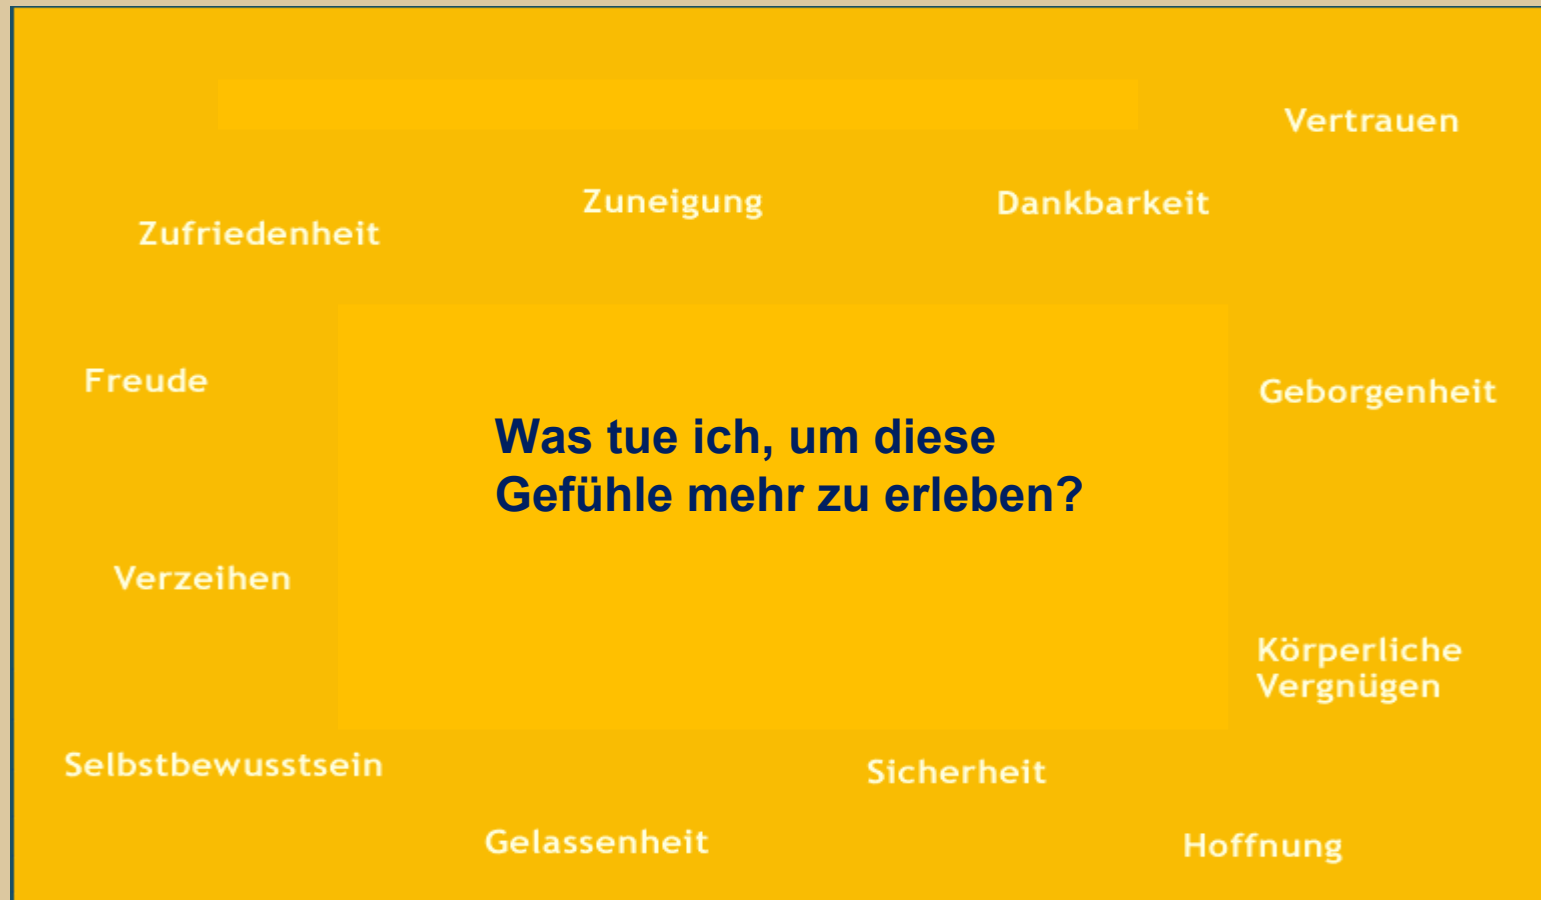 Vertrauen
Zuneigung
Dankbarkeit
Zufriedenheit
Freude
Geborgenheit
Was tue ich, um diese
Gefühle mehr zu erleben?
Verzeihen
Körperliche
Vergnügen
Selbstbewusstsein
Sicherheit
Gelassenheit
Hoffnung